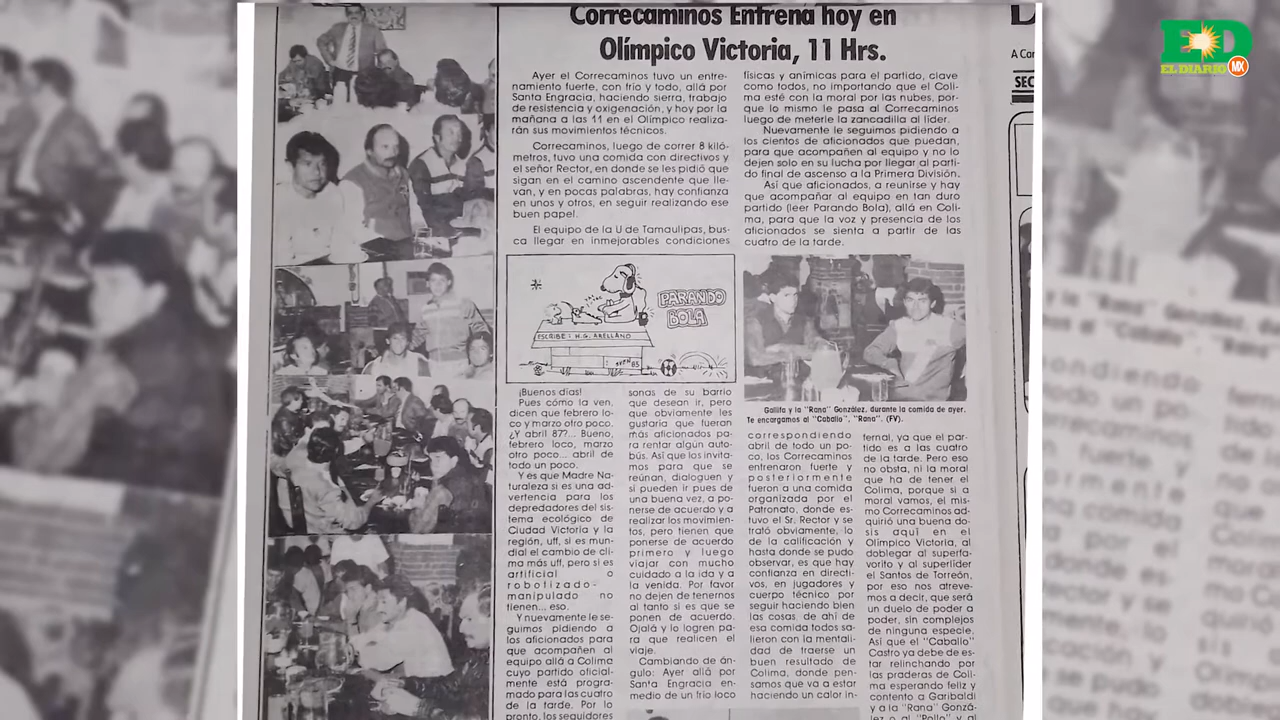 Correcaminos Entrena hoy en
Olímpico Victoria, 11 Hrs.
Ayer el Correcaminos tuvo un entre-
namiento fuerte, con frío y todo, allá por
Santa Engracia, haciendo sierra, trabajo
de resistencia y oxigenación, y hoy por la
mañana a las 11 en el Olímpico realiza-
rán sus movimientos técnicos.
Correcaminos, luego de correr 8 kiló-
metros, tuvo una comida con directivos y
el señor Rector, en donde se les pidió que
sigan en el camino ascendente que lle-
van, y en pocas palabras, hay confianza
en unos y otros, en seguir realizando ese
buen papel.
El equipo de la U de Tamaulipas, bus-
ca llegar en inmejorables condiciones
físicas y anímicas para el partido, clave
como todos, no importando que el Coli-
ma esté con la moral por las nubes, por-
que lo mismo le pasa al Correcaminos
luego de meterle la zancadilla al líder.
Nuevamente le seguimos pidiendo a
los cientos de aficionados que puedan,
para que acompañen al equipo y no lo
dejen solo en su lucha por llegar al parti-
do final de ascenso a la Primera División.
Así que aficionados, a reunirse y hay
que acompañar al equipo en tan duro
partido (leer Parando Bola), allá en Coli-
ma, para que la voz y presencia de los
aficionados se sienta a partir de las
cuatro de la tarde.
PARANDO
BOLA
ESCRIBE: H.G. ARELLANO
85
Gallifa y la "Rana" González, durante la comida de ayer.
Te encargamos al "Caballo", "Rana". (FV).
¡Buenos días!
Pues cómo la ven,
dicen que febrero lo-
co y marzo otro poco.
¿Y abril 87?... Bueno,
febrero loco, marzo
otro poco... abril de
todo un poco.
Y es que Madre Na-
turaleza si es una ad-
vertencia para los
depredadores del sis-
tema ecológico de
Ciudad Victoria y la
región, uff, si es mun-
dial el cambio de cli-
ma más uff, pero si es
artificial o
robotizado-
manipulado no
tienen... eso.
Y nuevamente le se-
guimos pidiendo a
los aficionados para
que acompañen al
equipo allá a Colima
cuyo partido oficial-
mente está progra-
mado para las cuatro
de la tarde. Por lo
pronto, los seguidores
sonas de su barrio
que desean ir, pero
que obviamente les
gustaría que fueran
más aficionados pa-
ra rentar algún auto-
bús. Así que los invita-
mos para que se
reúnan, dialoguen y
si pueden ir pues de
una buena vez, a po-
nerse de acuerdo y a
realizar los movimien-
tos, pero tienen que
ponerse de acuerdo
primero y luego
viajar con mucho
cuidado a la ida y a
la venida. Por favor
no dejen de tenernos
al tanto si es que se
ponen de acuerdo.
Ojalá y lo logren pa-
ra que realicen el
viaje.
Cambiando de án-
gulo: Ayer allá por
Santa Engracia en-
medio de un frío loco
correspondiendo
abril de todo un po-
co, los Correcaminos
entrenaron fuerte y
posteriormente
fueron a una comida
organizada por el
Patronato, donde es-
tuvo el Sr. Rector y se
trató obviamente, lo
de la calificación y
hasta donde se pudo
observar, es que hay
confianza en directi-
vos, en jugadores y
cuerpo técnico por
seguir haciendo bien
las cosas, de ahí de
esa comida todos sa-
lieron con la mentali-
dad de traerse un
buen resultado de
Colima, donde pen-
samos que va a estar
haciendo un calor in-
fernal, ya que el par-
tido es a las cuatro
de la tarde. Pero eso
no obsta, ni la moral
que ha de tener el
Colima, porque si a
moral vamos, el mis-
mo Correcaminos ad-
quirió una buena do-
sis aquí en el
Olímpico Victoria, al
doblegar al superfa-
vorito y al superlíder
el Santos de Torreón,
por eso nos atreve-
mos a decir, que será
un duelo de poder a
poder, sin complejos
de ninguna especie.
Así que el "Caballo"
Castro ya debe de es-
tar relinchando por
las praderas de Coli-
ma esperando feliz y
contento a Garibaldi
y a la "Rana" Gonzá-
lez o al "Pollo" y al
A Car
SEC
ED
EL DIARIO
MX